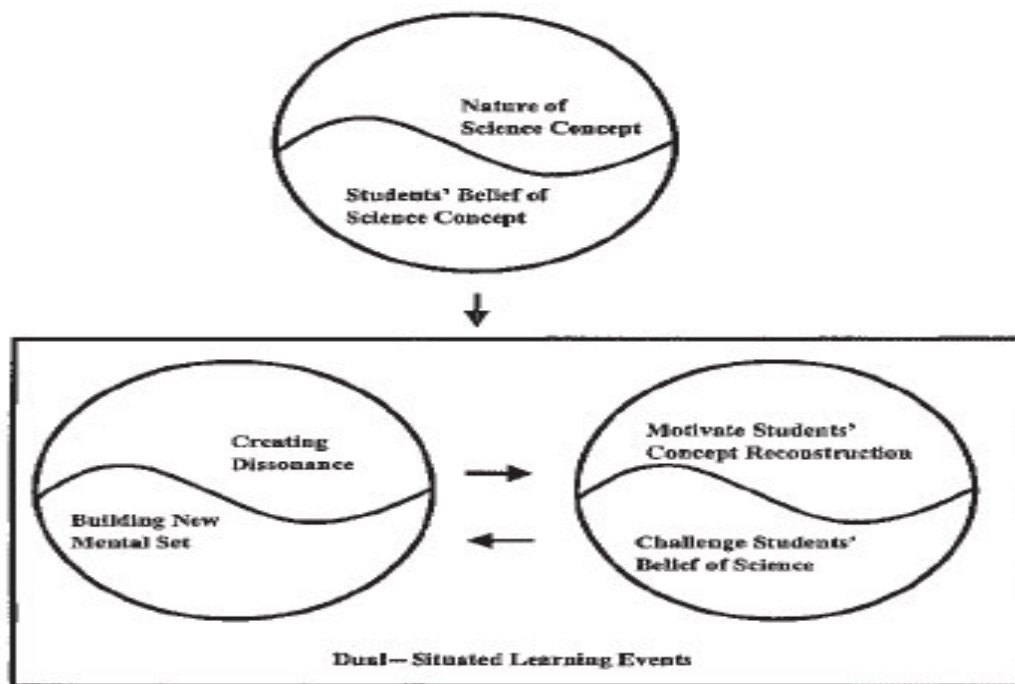 Nature of
Science Concept
Students' Belief of
Science Concept
Creating
Dissonance
Building New
Mental Set
Motivate Students'
Concept Reconstruction
Challenge Students'
Belief of Science
Dual-Situated Learning Events